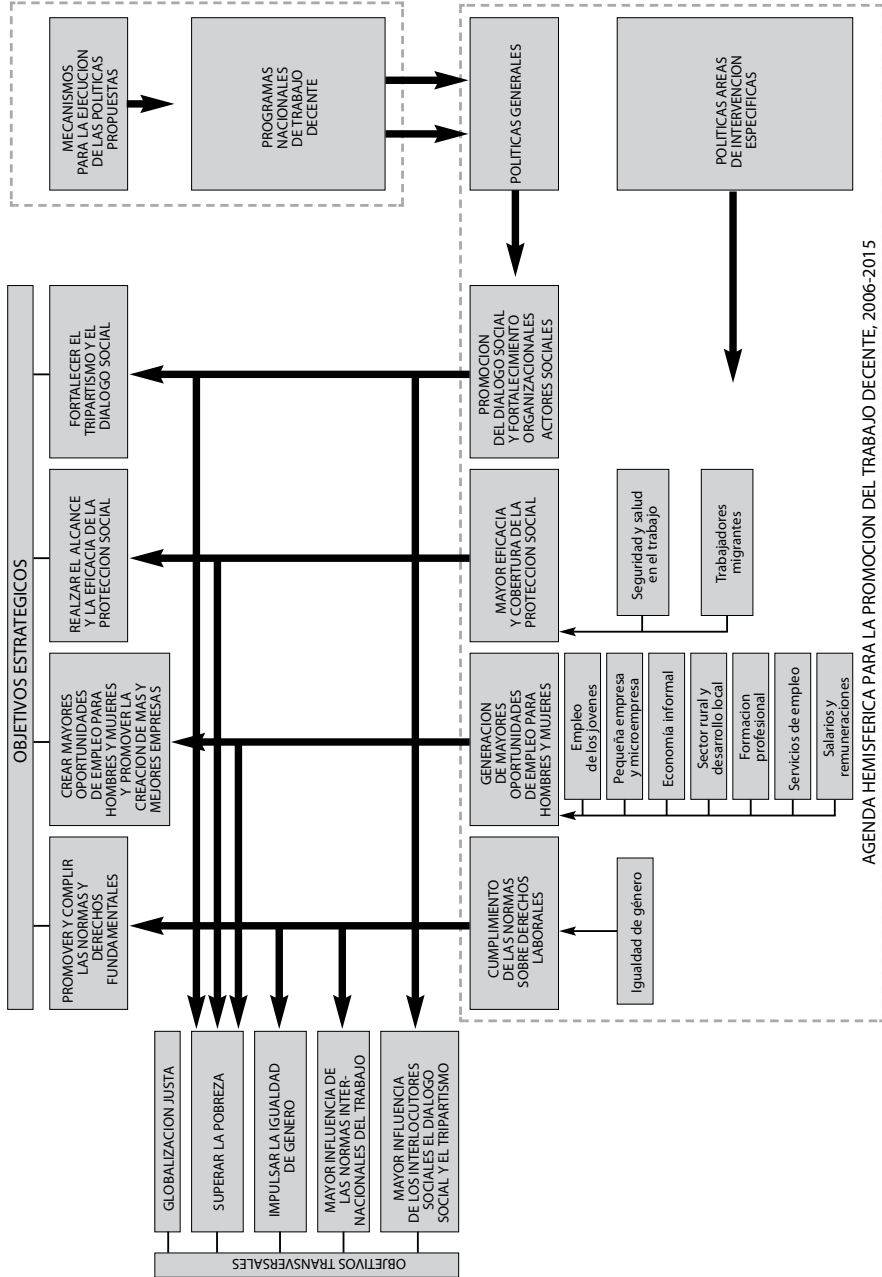 OBJETIVOS ESTRATEGICOS
PROMOVER Y COMPLIR
LAS NORMAS Y
DERECHOS
FUNDAMENTALES
CREAR MAYORES
OPORTUNIDADES
DE EMPLEO PARA
HOMBRES Y MUJERES
Y PROMOVER LA
CREACION DE MAS Y
MEJORES EMPRESAS
REALZAR EL ALCANCE
Y LA EFICACIA DE LA
PROTECCION SOCIAL
FORTALECER EL
TRIPARTISMO Y EL
DIALOGO SOCIAL
MECANISMOS
PARA LA EJECUCION
DE LAS POLITICAS
PROPUESTAS
PROGRAMAS
NACIONALES
DE TRABAJO
DECENTE
OBJETIVOS TRANSVERSALES
GLOBALIZACION JUSTA
SUPERAR LA POBREZA
IMPULSAR LA IGUALDAD
DE GENERO
MAYOR INFLUENCIA DE
LAS NORMAS INTER-
NACIONALES DEL TRABAJO
MAYOR INFLUENCIA
DE LOS INTERLOCUTORES
SOCIALES EL DIALOGO
SOCIAL Y EL TRIPARTISMO
CUMPLIMIENTO
DE LAS NORMAS
SOBRE DERECHOS
LABORALES
GENERACION
DE MAYORES
OPORTUNIDADES
DE EMPLEO PARA
HOMBRES Y MUJERES
MAYOR EFICACIA
Y COBERTURA DE LA
PROTECCION SOCIAL
PROMOCION
DEL DIALOGO SOCIAL
Y FORTALECIMIENTO
ORGANIZACIONALES
ACTORES SOCIALES
POLITICAS GENERALES
Igualdad de género
Empleo
de los jovenes
Pequeña empresa
y microempresa
Economía informal
Sector rural y
desarrollo local
Formacion
profesional
Servicios de empleo
Salarios y
remuneraciones
Seguridad y salud
en el trabajo
Trabajadores
migrantes
POLITICAS AREAS
DE INTERVENCION
ESPECIFICAS
AGENDA HEMISFERICA PARA LA PROMOCION DEL TRABAJO DECENTE, 2006-2015